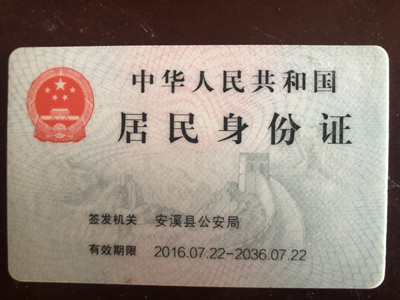 中华人民共和国
居民身份证
签发机关 安溪县公安局
有效期限 2016.07.22-2036.07.22